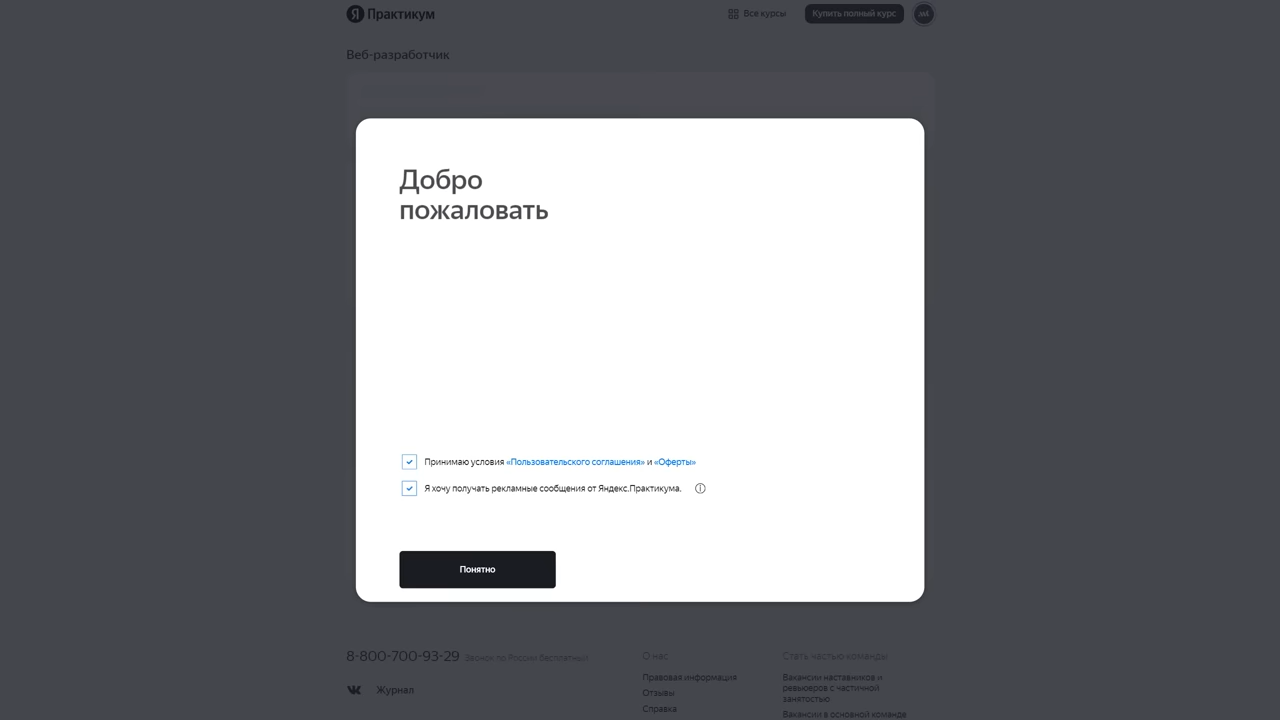 Я Практикум
Все курсы
Купить полный курс
Веб-разработчик
Добро
пожаловать
Принимаю условия «Пользовательского соглашения» и «Оферты»
Я хочу получать рекламные сообщения от Яндекс.Практикума.
Понятно
8-800-700-93-29 Звонок по России бесплатный
О нас
Стать частью команды
Правовая информация
Вакансии наставников и
ревьюеров с частичной
занятостью
Отзывы
Журнал
Справка
Вакансии в основной команде